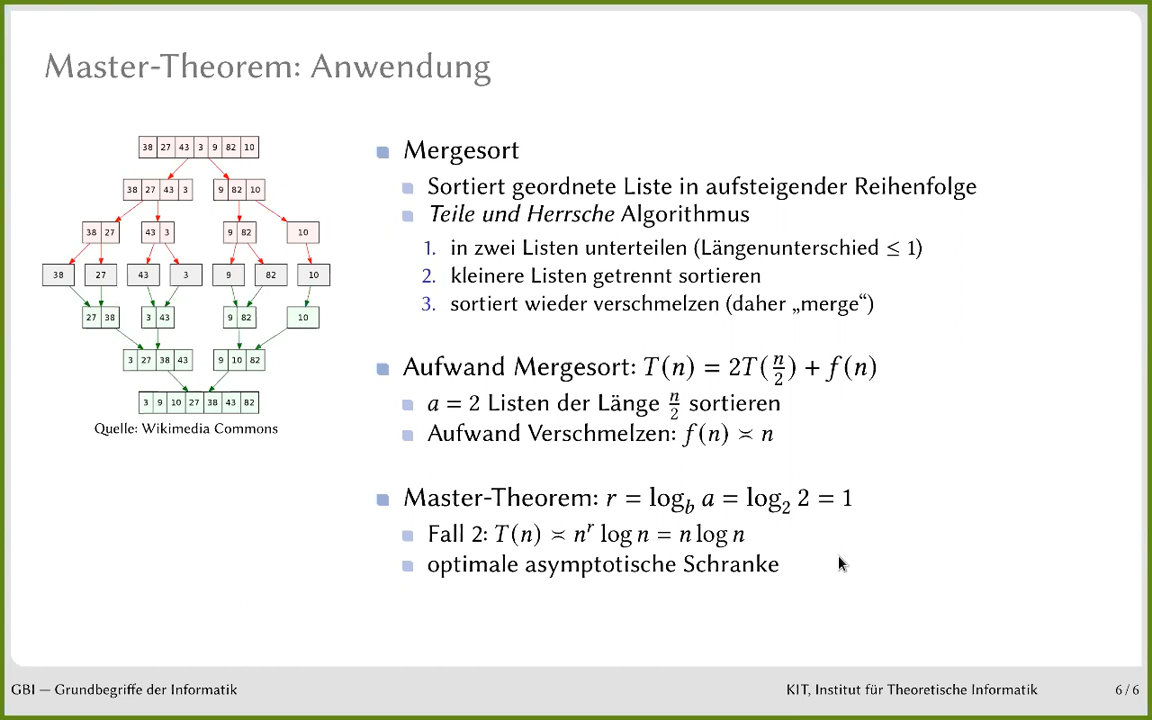 Master-Theorem: Anwendung
38 27 43 3 9 82 10
38 27 43 3
9 82 10
38 27
43 3
9 82
10
38
27
43
3
9
82
10
27 38
3 43
9 82
10
3 27 38 43
9 10 82
3 9 10 27 38 43 82
Quelle: Wikimedia Commons
Mergesort
Sortiert geordnete Liste in aufsteigender Reihenfolge
Teile und Herrsche Algorithmus
1. in zwei Listen unterteilen (Längenunterschied ≤ 1)
2. kleinere Listen getrennt sortieren
3. sortiert wieder verschmelzen (daher „merge“)
Aufwand Mergesort: T(n) = 2T(n/2) + f(n)
a = 2 Listen der Länge n/2 sortieren
Aufwand Verschmelzen: f(n) ≍ n
Master-Theorem: r = log_b a = log_2 2 = 1
Fall 2: T(n) ≍ n^r log n = n log n
optimale asymptotische Schranke
GBI — Grundbegriffe der Informatik
KIT, Institut für Theoretische Informatik
6 / 6